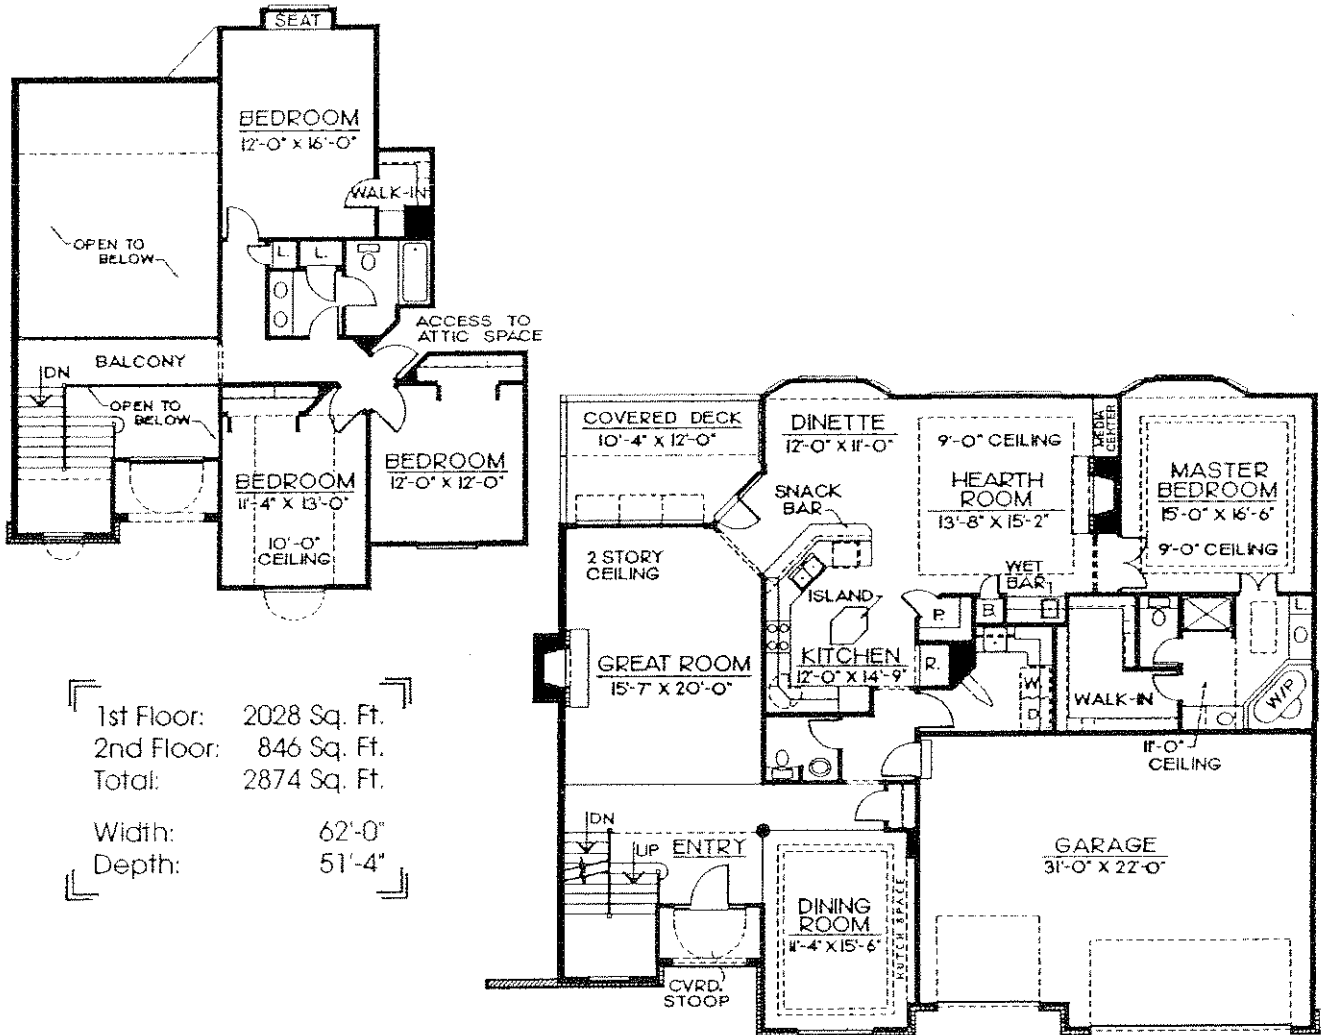 SEAT
BEDROOM
12'-0" X 16'-0"
WALK-IN
OPEN TO
BELOW
L.
L.
ACCESS TO
ATTIC SPACE
BALCONY
DN
OPEN TO
BELOW
BEDROOM
11'-4" X 13'-0"
10'-0"
CEILING
BEDROOM
12'-0" X 12'-0"
1st Floor: 2028 Sq. Ft.
2nd Floor: 846 Sq. Ft.
Total: 2874 Sq. Ft.
Width: 62'-0"
Depth: 51'-4"
COVERED DECK
10'-4" X 12'-0"
DINETTE
12'-0" X 11'-0"
9'-0" CEILING
HEARTH
ROOM
13'-8" X 15'-2"
MEDIA
CENTER
MASTER
BEDROOM
15'-0" X 16'-6"
9'-0" CEILING
SNACK
BAR
2 STORY
CEILING
WET
BAR
ISLAND
P.
B.
L.
GREAT ROOM
15'-7" X 20'-0"
KITCHEN
12'-0" X 14'-9"
R.
W
D
WALK-IN
W/P
11'-0"
CEILING
DN
UP
ENTRY
GARAGE
31'-0" X 22'-0"
DINING
ROOM
11'-4" X 15'-6"
HUTCH SPACE
CVRD.
STOOP